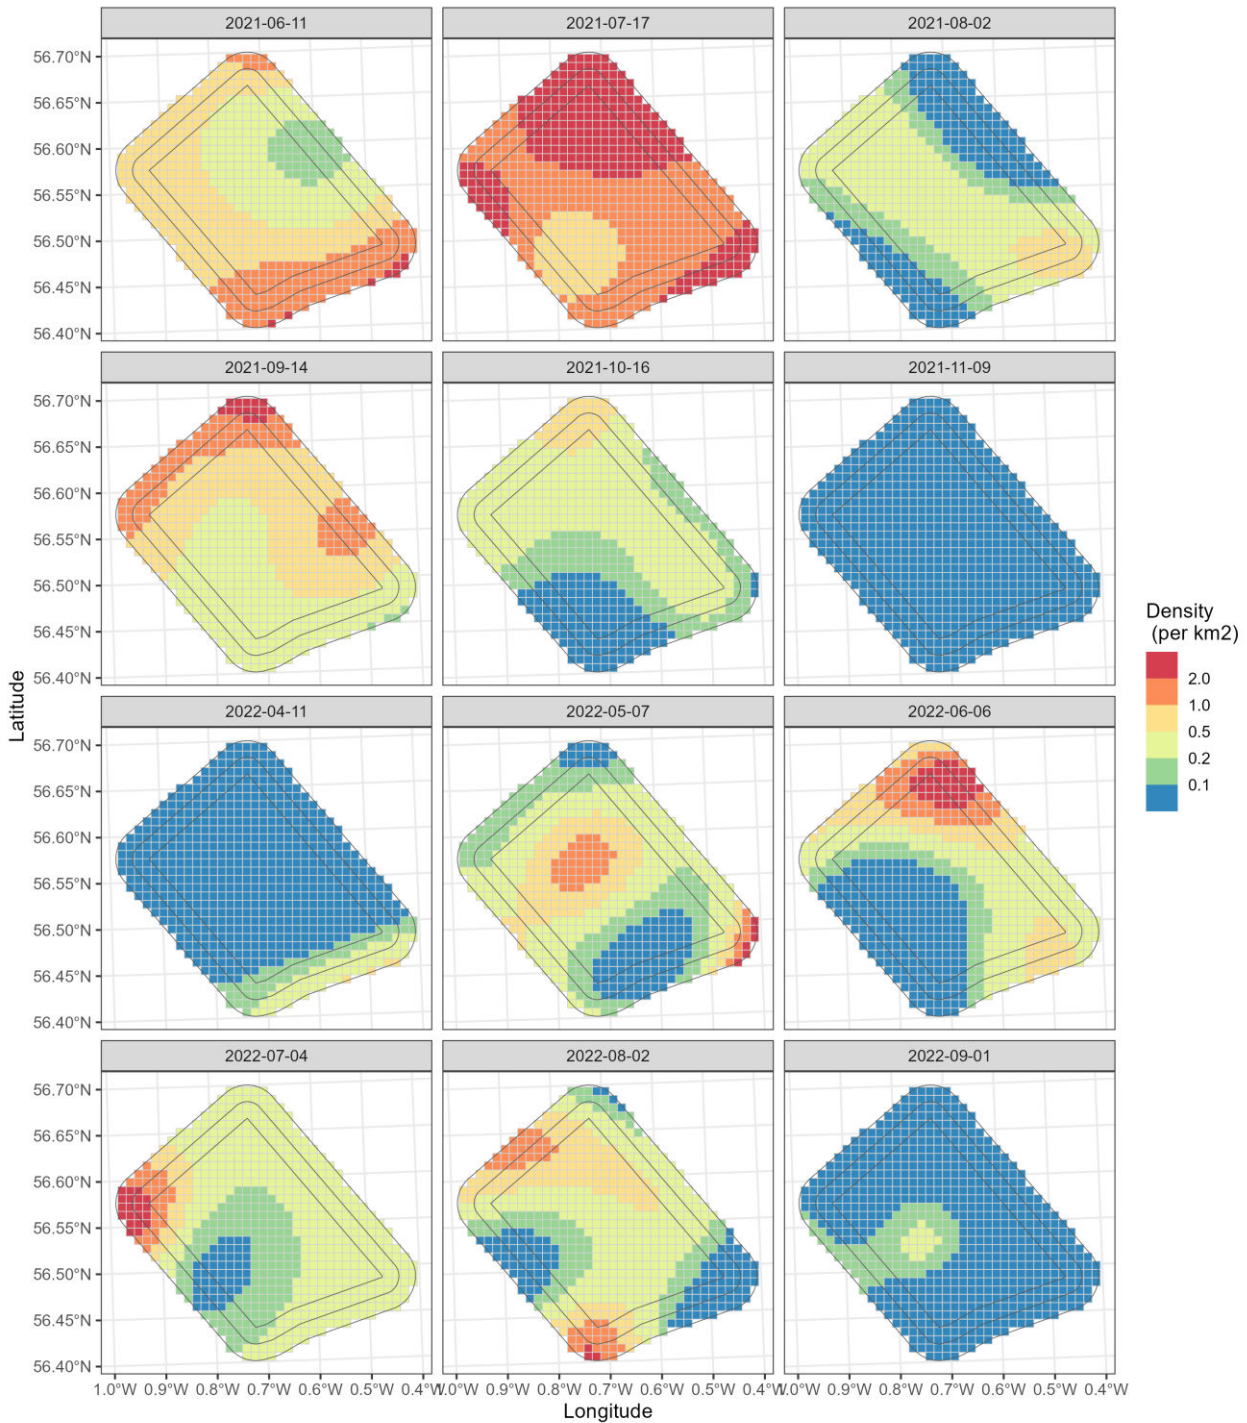 2021-06-11 2021-07-17 2021-08-02
56.70°N
56.65°N
56.60°N
56.55°N
56.50°N
56.45°N
56.40°N
2021-09-14 2021-10-16 2021-11-09
56.70°N
56.65°N
56.60°N
56.55°N
56.50°N
56.45°N
56.40°N
Density
(per km2)
2.0
1.0
0.5
0.2
0.1
Latitude
2022-04-11 2022-05-07 2022-06-06
56.70°N
56.65°N
56.60°N
56.55°N
56.50°N
56.45°N
56.40°N
2022-07-04 2022-08-02 2022-09-01
56.70°N
56.65°N
56.60°N
56.55°N
56.50°N
56.45°N
56.40°N
1.0°W 0.9°W 0.8°W 0.7°W 0.6°W 0.5°W 0.4°W 1.0°W 0.9°W 0.8°W 0.7°W 0.6°W 0.5°W 0.4°W 1.0°W 0.9°W 0.8°W 0.7°W 0.6°W 0.5°W 0.4°W
Longitude